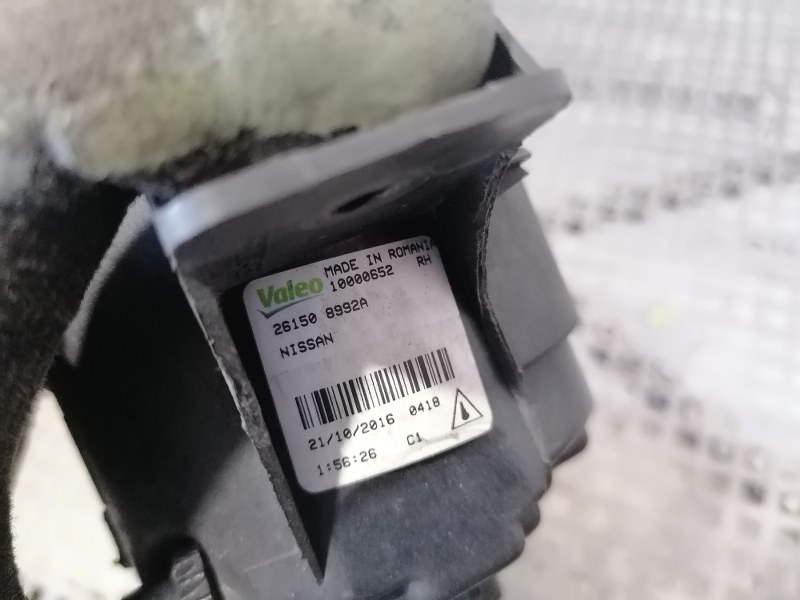 MADE IN ROMANIA
Valeo 10000652 RH
26150 8992A
NISSAN
21/10/2016 0418
1:56:26 C1